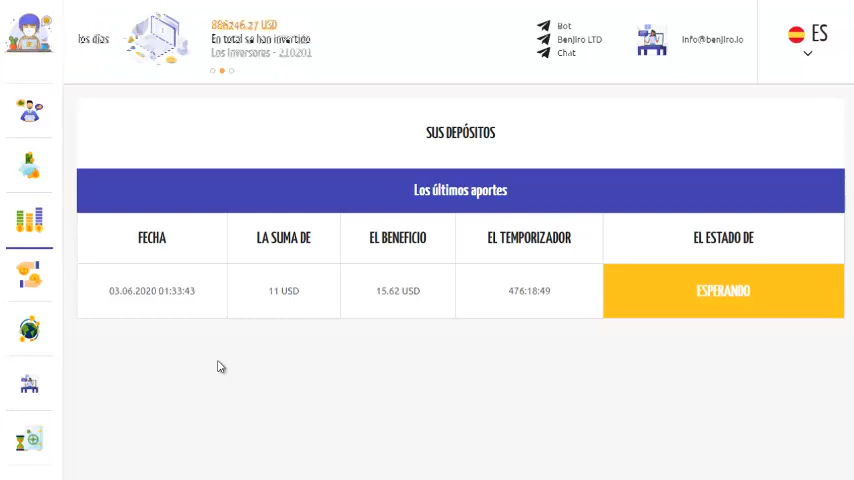 los días
886246.27 USD
En total se han invertido
Los inversores -
Bot
Benjiro LTD
Chat
info@benjiro.io
ES
SUS DEPÓSITOS
Los últimos aportes
FECHA LA SUMA DE EL BENEFICIO EL TEMPORIZADOR EL ESTADO DE
03.06.2020 01:33:43 11 USD 15.62 USD 476:18:49 ESPERANDO